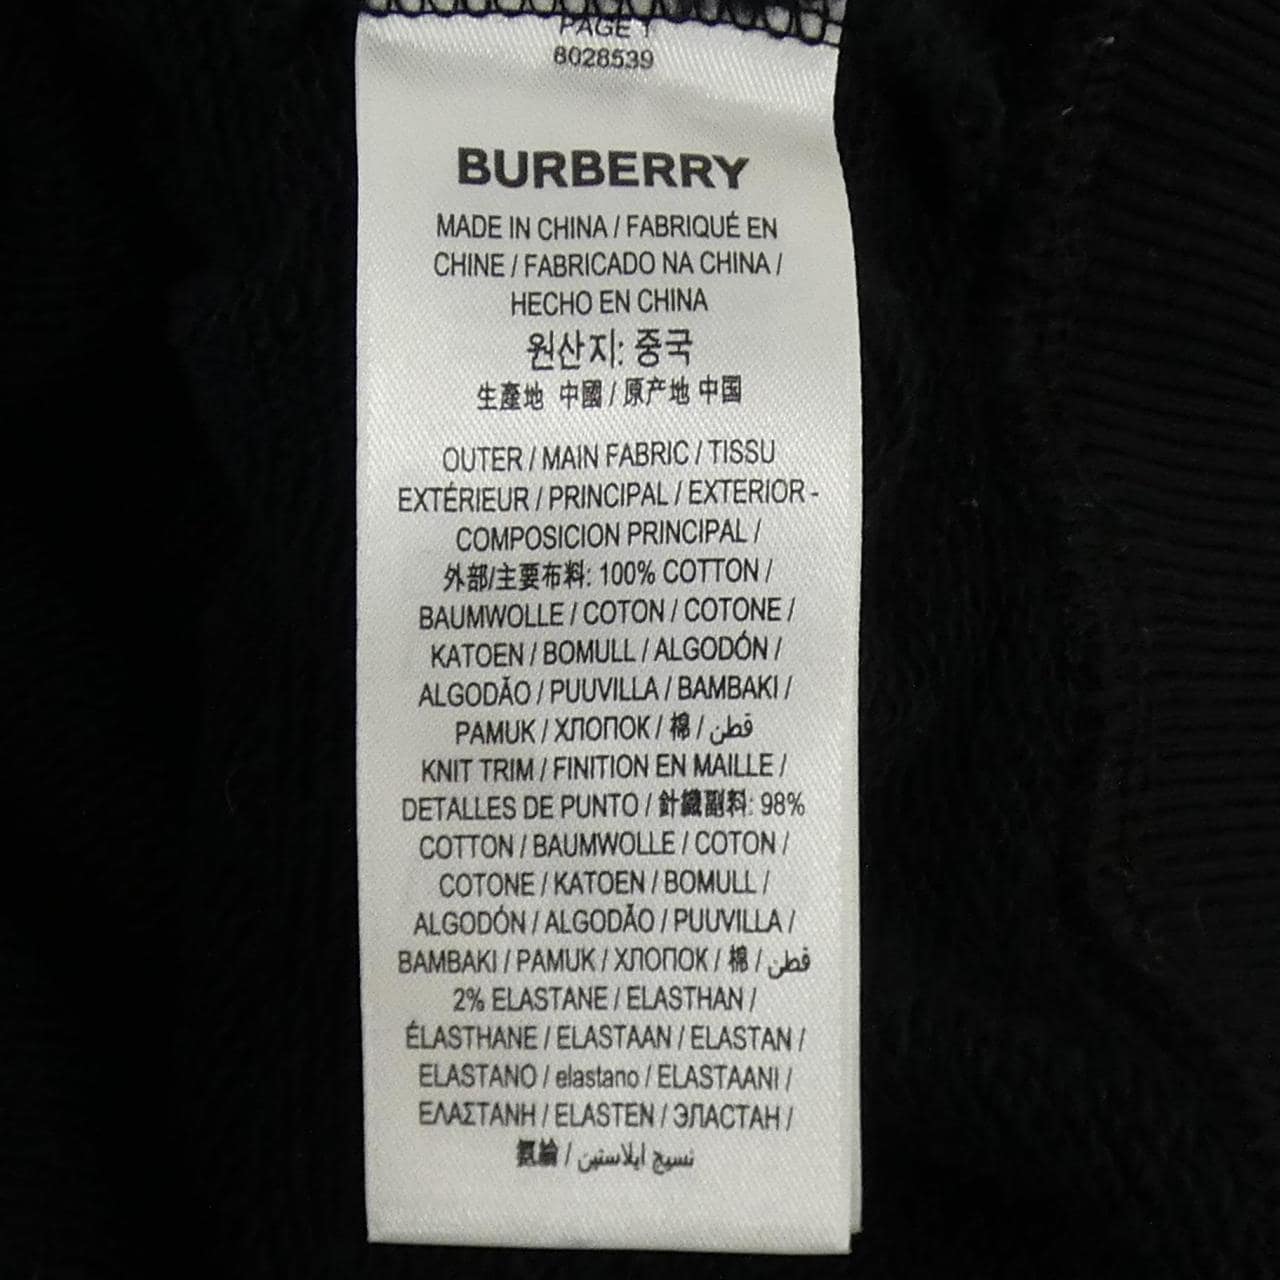 PAGE 1
8028539
BURBERRY
MADE IN CHINA / FABRIQUÉ EN
CHINE / FABRICADO NA CHINA /
HECHO EN CHINA
원산지: 중국
生產地 中國 / 原产地 中国
OUTER / MAIN FABRIC / TISSU
EXTÉRIEUR / PRINCIPAL / EXTERIOR -
COMPOSICION PRINCIPAL /
外部/主要布料: 100% COTTON /
BAUMWOLLE / COTON / COTONE /
KATOEN / BOMULL / ALGODÓN /
ALGODÃO / PUUVILLA / BAMBAKI /
PAMUK / ХЛОПОК / 棉 / قطن
KNIT TRIM / FINITION EN MAILLE /
DETALLES DE PUNTO / 針織副料: 98%
COTTON / BAUMWOLLE / COTON /
COTONE / KATOEN / BOMULL /
ALGODÓN / ALGODÃO / PUUVILLA /
BAMBAKI / PAMUK / ХЛОПОК / 棉 / قطن
2% ELASTANE / ELASTHAN /
ÉLASTHANE / ELASTAAN / ELASTAN /
ELASTANO / elastano / ELASTAANI /
ΕΛΑΣΤΑΝΗ / ELASTEN / ЭЛАСТАН /
氨綸 / نسيج ايلاستين